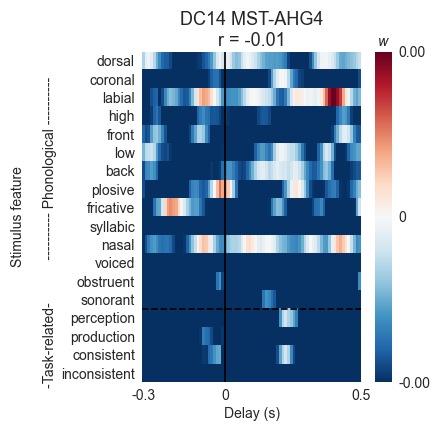 DC14 MST-AHG4
r = -0.01
w
Stimulus feature
---------- Phonological ----------
-Task-related-
dorsal
coronal
labial
high
front
low
back
plosive
fricative
syllabic
nasal
voiced
obstruent
sonorant
perception
production
consistent
inconsistent
0.00
0
-0.00
-0.3
0
0.5
Delay (s)